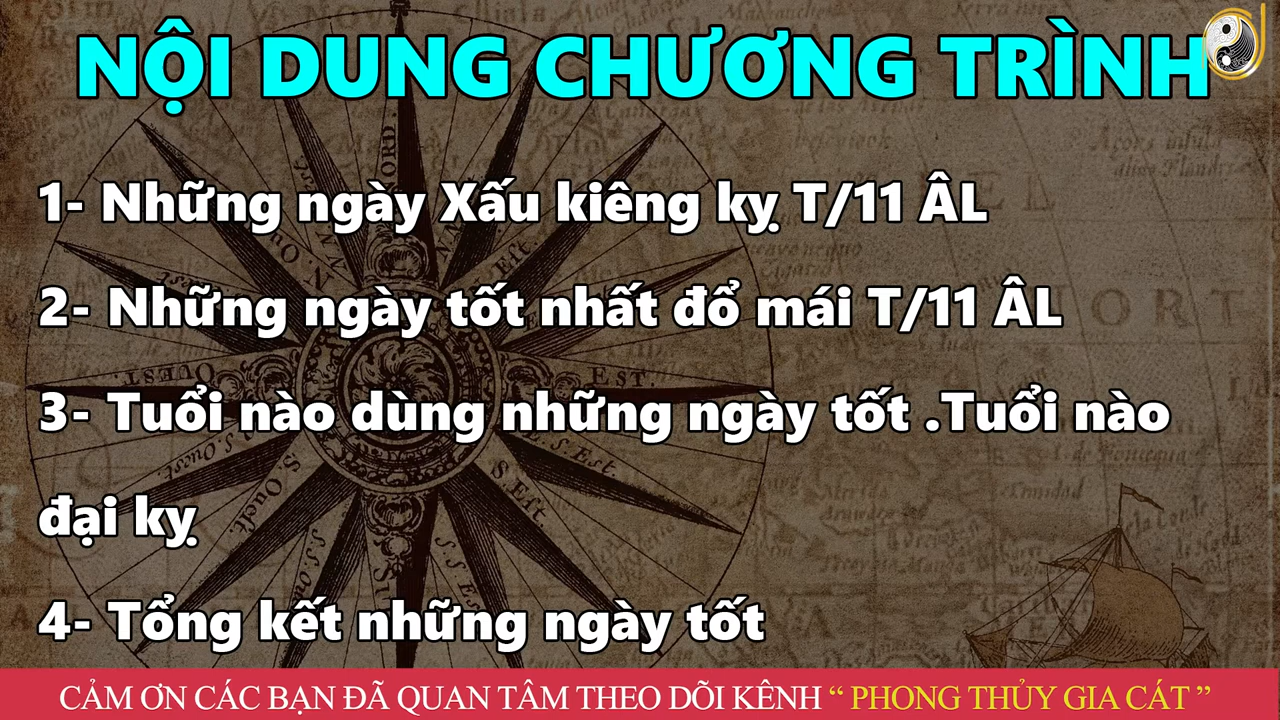 NỘI DUNG CHƯƠNG TRÌNH
1- Những ngày Xấu kiêng kỵ T/11 ÂL
2- Những ngày tốt nhất đổ mái T/11 ÂL
3- Tuổi nào dùng những ngày tốt .Tuổi nào
đại kỵ
4- Tổng kết những ngày tốt
CẢM ƠN CÁC BẠN ĐÃ QUAN TÂM THEO DÕI KÊNH “ PHONG THỦY GIA CÁT ”